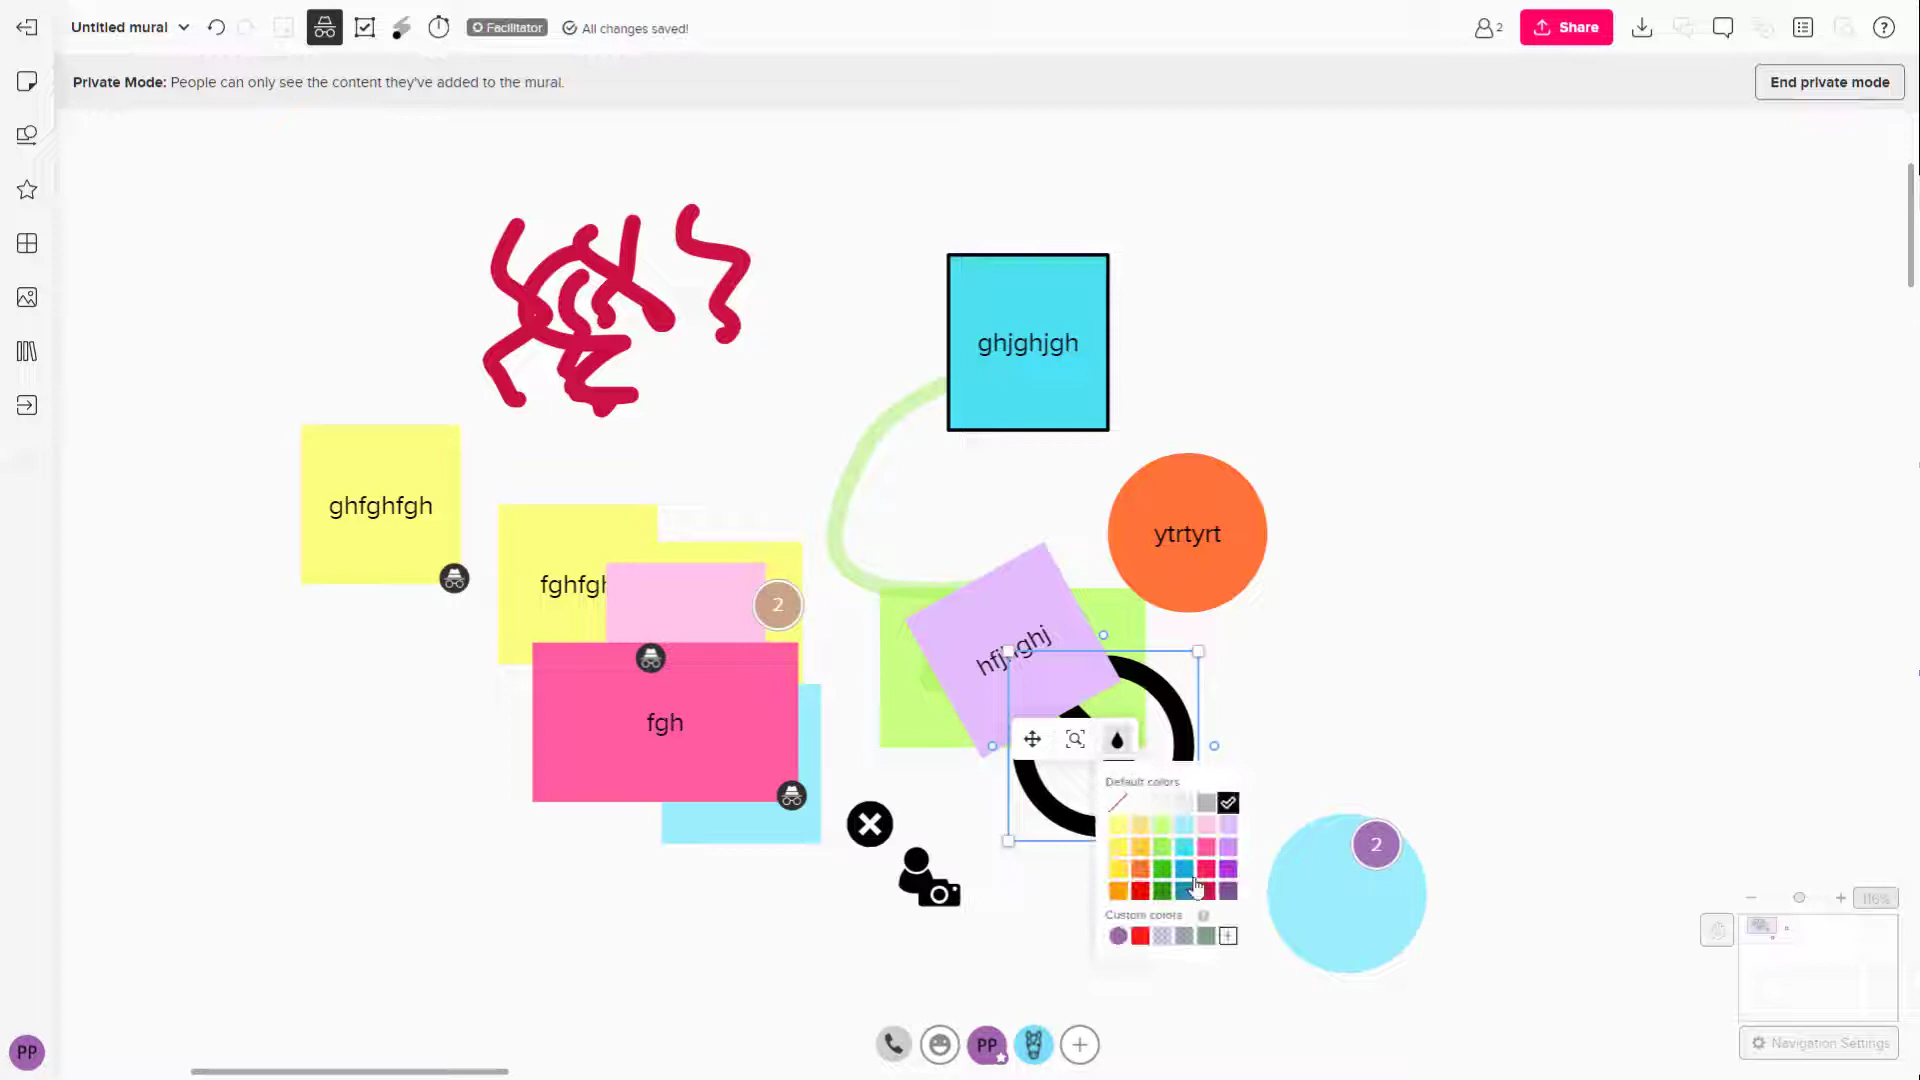 Untitled mural
Facilitator
All changes saved!
2
Share
Private Mode: People can only see the content they've added to the mural.
End private mode
ghjghjgh
ghfghfgh
ytrtyrt
2
fgh
Default colors
2
116%
Custom colors
PP
PP
Navigation Settings